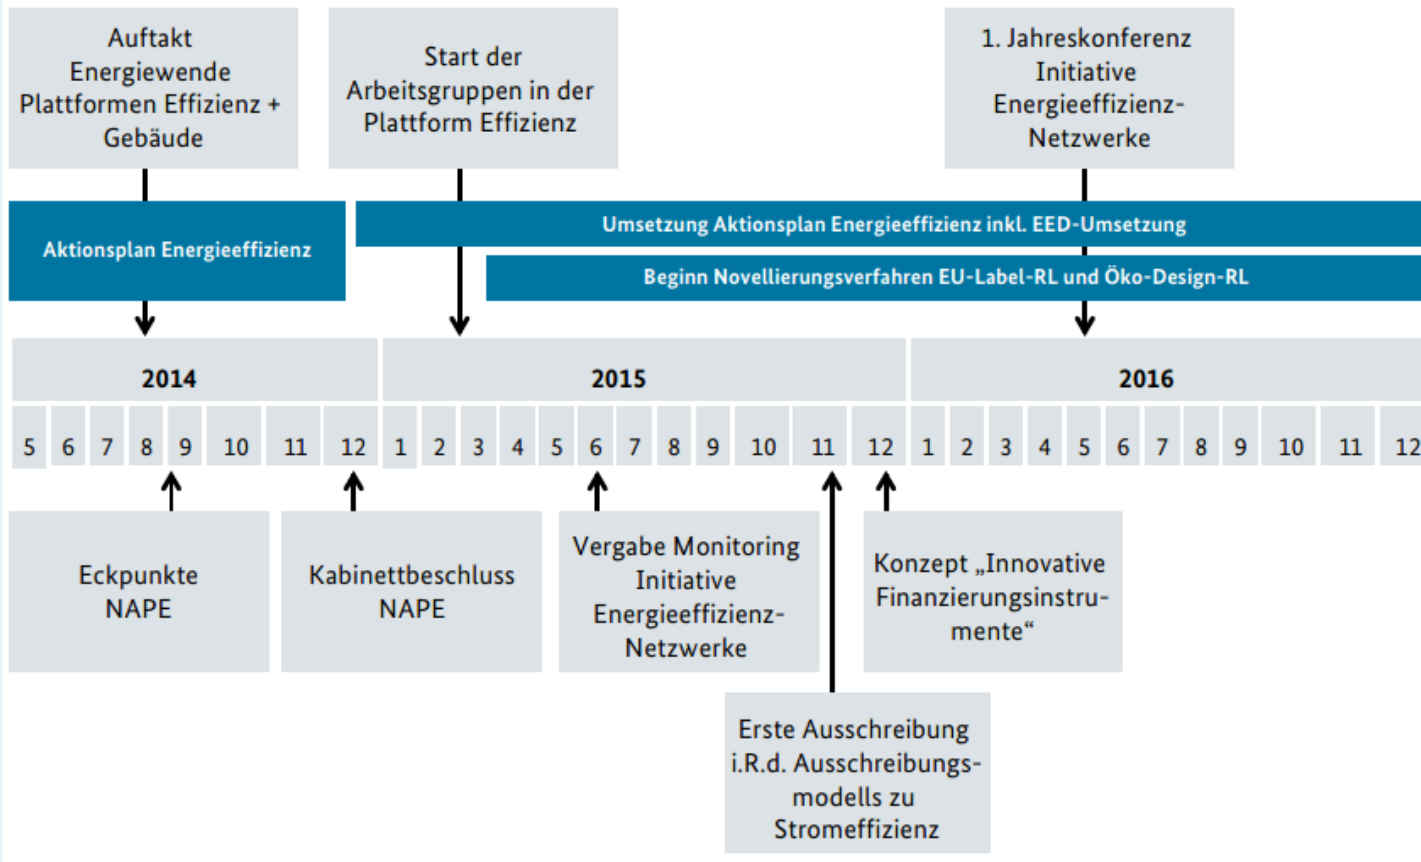 Auftakt
Energiewende
Plattformen Effizienz +
Gebäude
Start der
Arbeitsgruppen in der
Plattform Effizienz
1. Jahreskonferenz
Initiative
Energieeffizienz-
Netzwerke
Aktionsplan Energieeffizienz
Umsetzung Aktionsplan Energieeffizienz inkl. EED-Umsetzung
Beginn Novellierungsverfahren EU-Label-RL und Öko-Design-RL
2014 2015 2016
5 6 7 8 9 10 11 12 1 2 3 4 5 6 7 8 9 10 11 12 1 2 3 4 5 6 7 8 9 10 11 12
Eckpunkte
NAPE
Kabinettbeschluss
NAPE
Vergabe Monitoring
Initiative
Energieeffizienz-
Netzwerke
Konzept „Innovative
Finanzierungsinstru-
mente“
Erste Ausschreibung
i.R.d. Ausschreibungs-
modells zu
Stromeffizienz